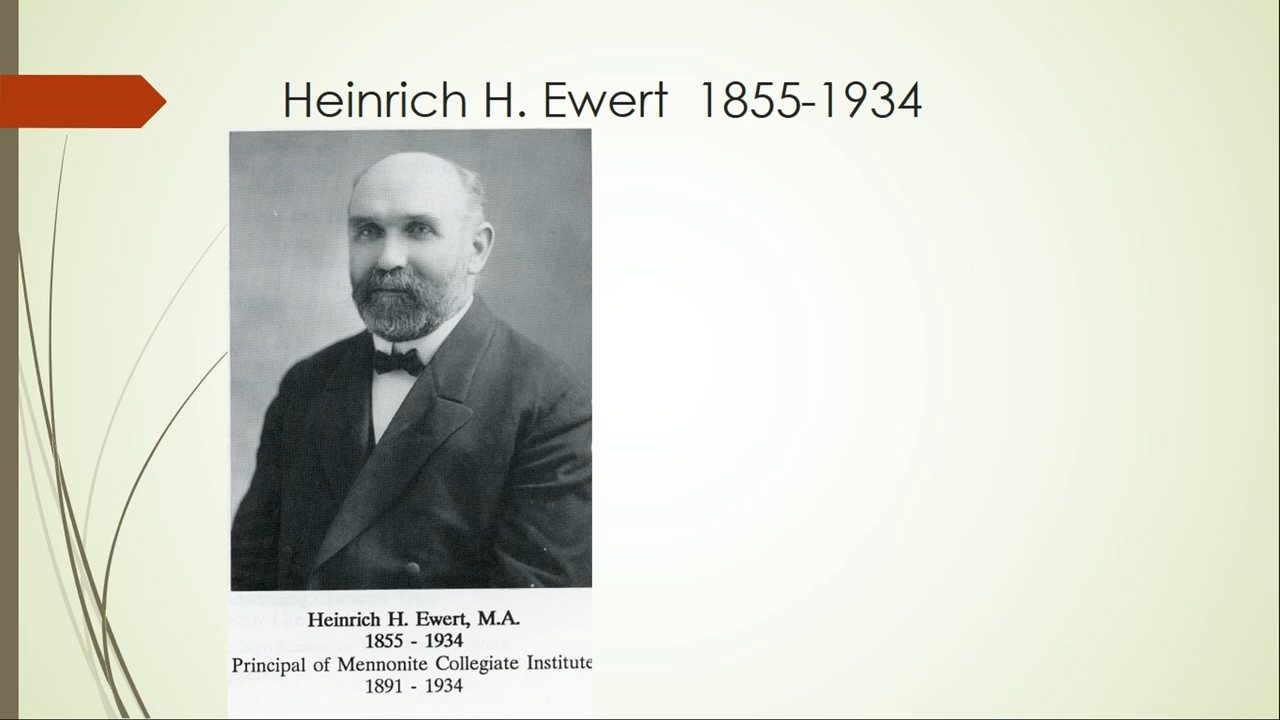 Heinrich H. Ewert 1855-1934
Heinrich H. Ewert, M.A.
1855 - 1934
Principal of Mennonite Collegiate Institute
1891 - 1934